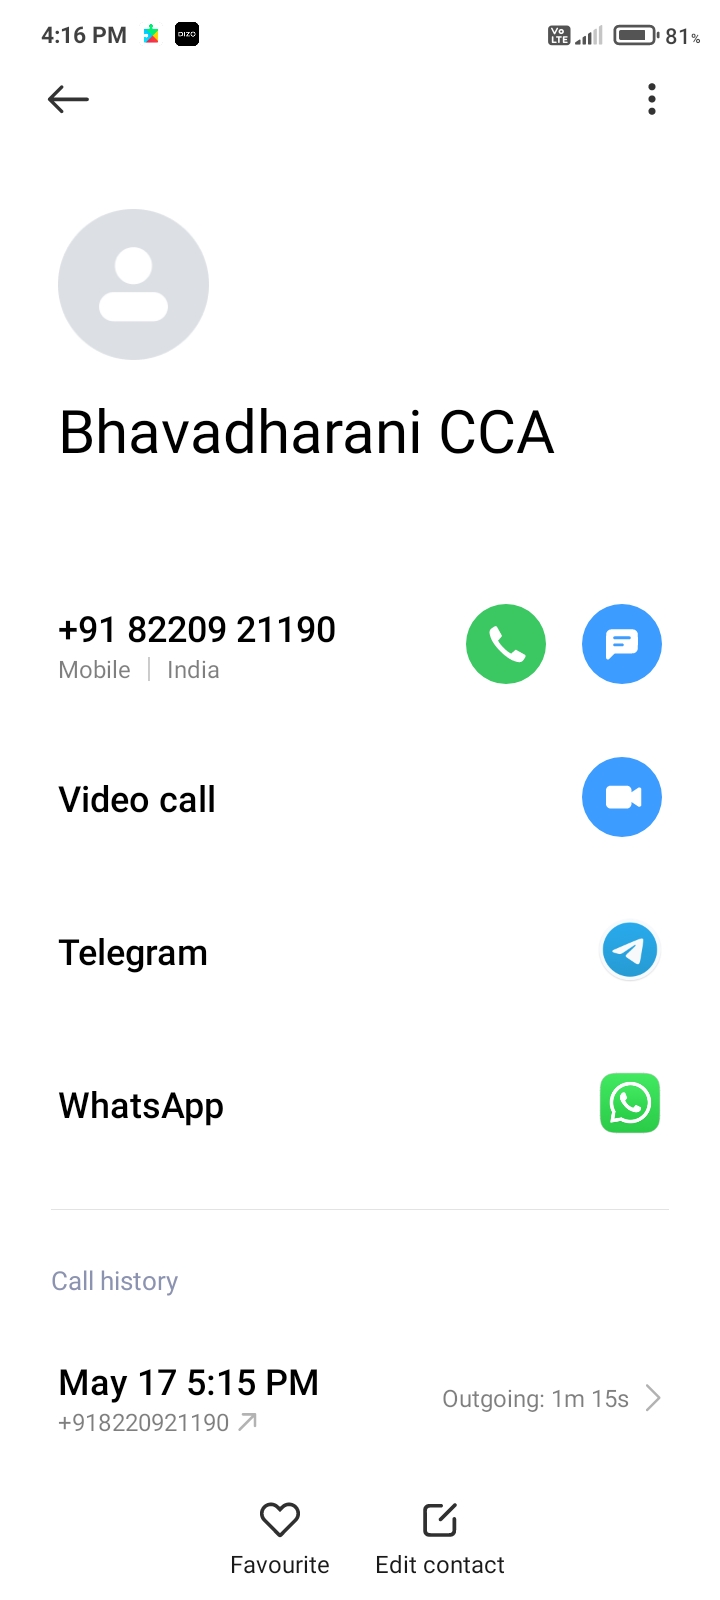 4:16 PM DIZO Vo LTE 81%
Bhavadharani CCA
+91 82209 21190
Mobile | India
Video call
Telegram
WhatsApp
Call history
May 17 5:15 PM
Outgoing: 1m 15s
+918220921190
Favourite Edit contact